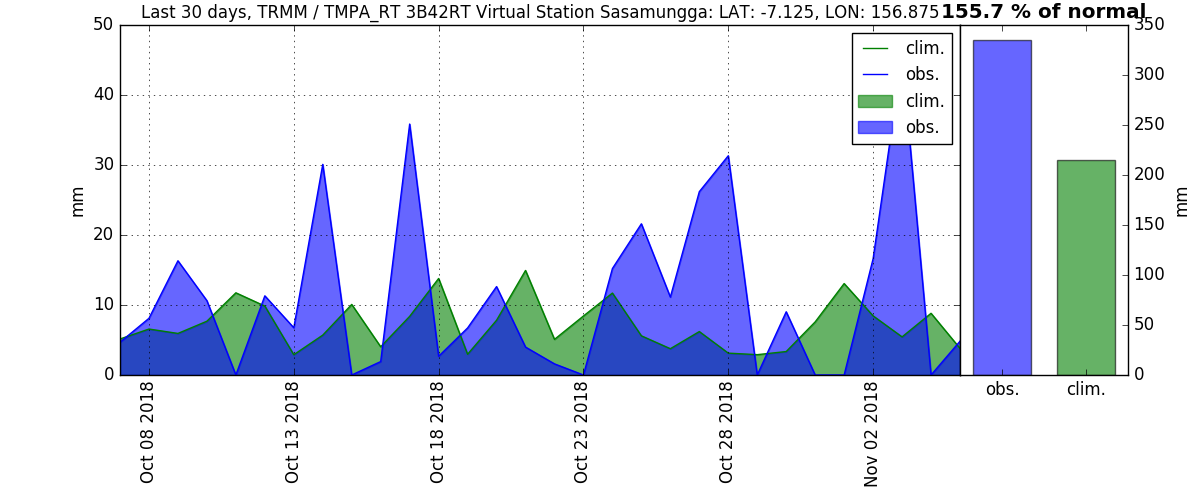 Last 30 days, TRMM / TMPA_RT 3B42RT Virtual Station Sasamungga: LAT: -7.125, LON: 156.875
155.7 % of normal
50
40
30
20
10
0
mm
clim.
obs.
clim.
obs.
Oct 08 2018
Oct 13 2018
Oct 18 2018
Oct 23 2018
Oct 28 2018
Nov 02 2018
350
300
250
200
150
100
50
0
mm
obs.
clim.